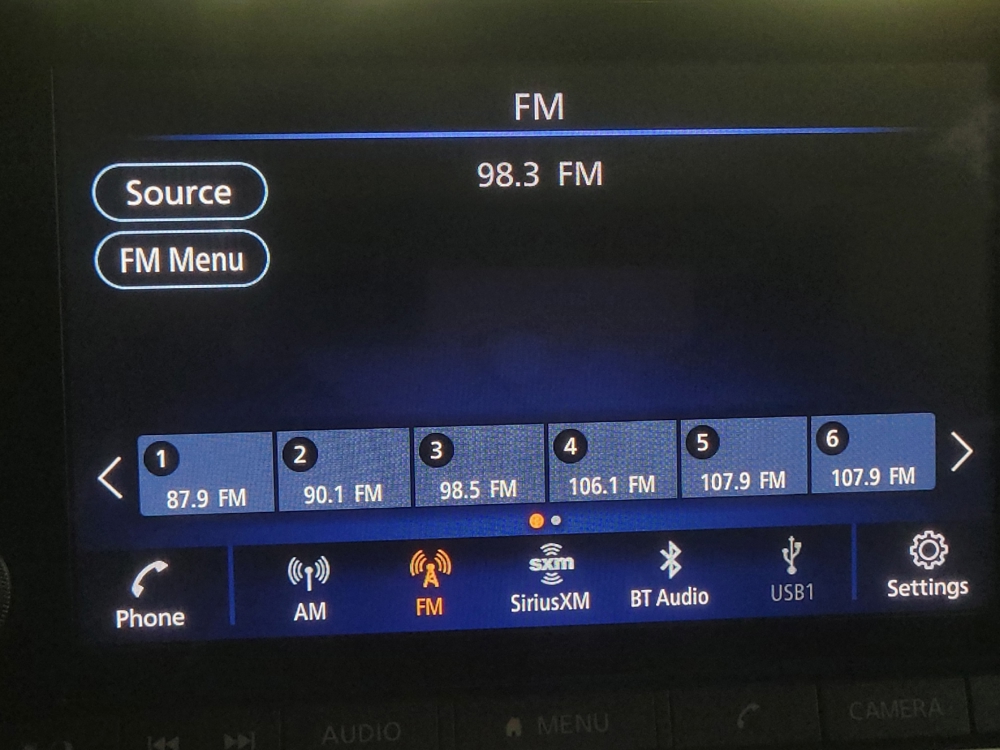 FM
98.3 FM
Source
FM Menu
1 2 3 4 5 6
87.9 FM 90.1 FM 98.5 FM 106.1 FM 107.9 FM 107.9 FM
sxm
Phone AM FM SiriusXM BT Audio USB1 Settings
AUDIO MENU CAMERA